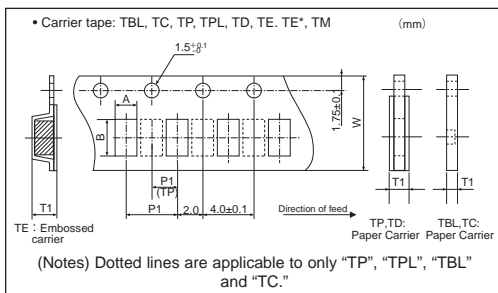 • Carrier tape: TBL, TC, TP, TPL, TD, TE. TE*, TM
(mm)
1.5+0.1 −0
A
B
1.75±0.1
W
P1
(TP)
P1
2.0
4.0±0.1
Direction of feed
T1
TE : Embossed
carrier
T1
TP,TD:
Paper Carrier
T1
TBL,TC:
Paper Carrier
(Notes) Dotted lines are applicable to only “TP”, “TPL”, “TBL”
and “TC.”